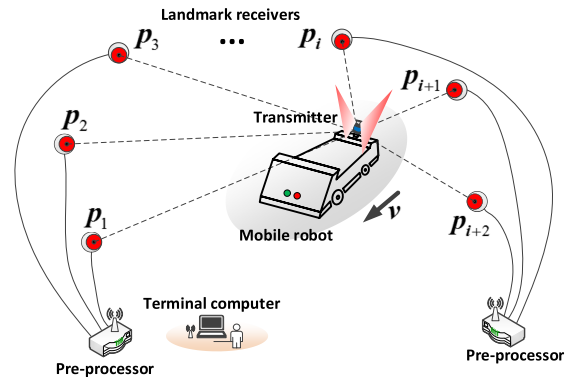 Landmark receivers
p3 ... pi
pi+1
Transmitter
p2
p1
v
pi+2
Mobile robot
Terminal computer
Pre-processor
Pre-processor